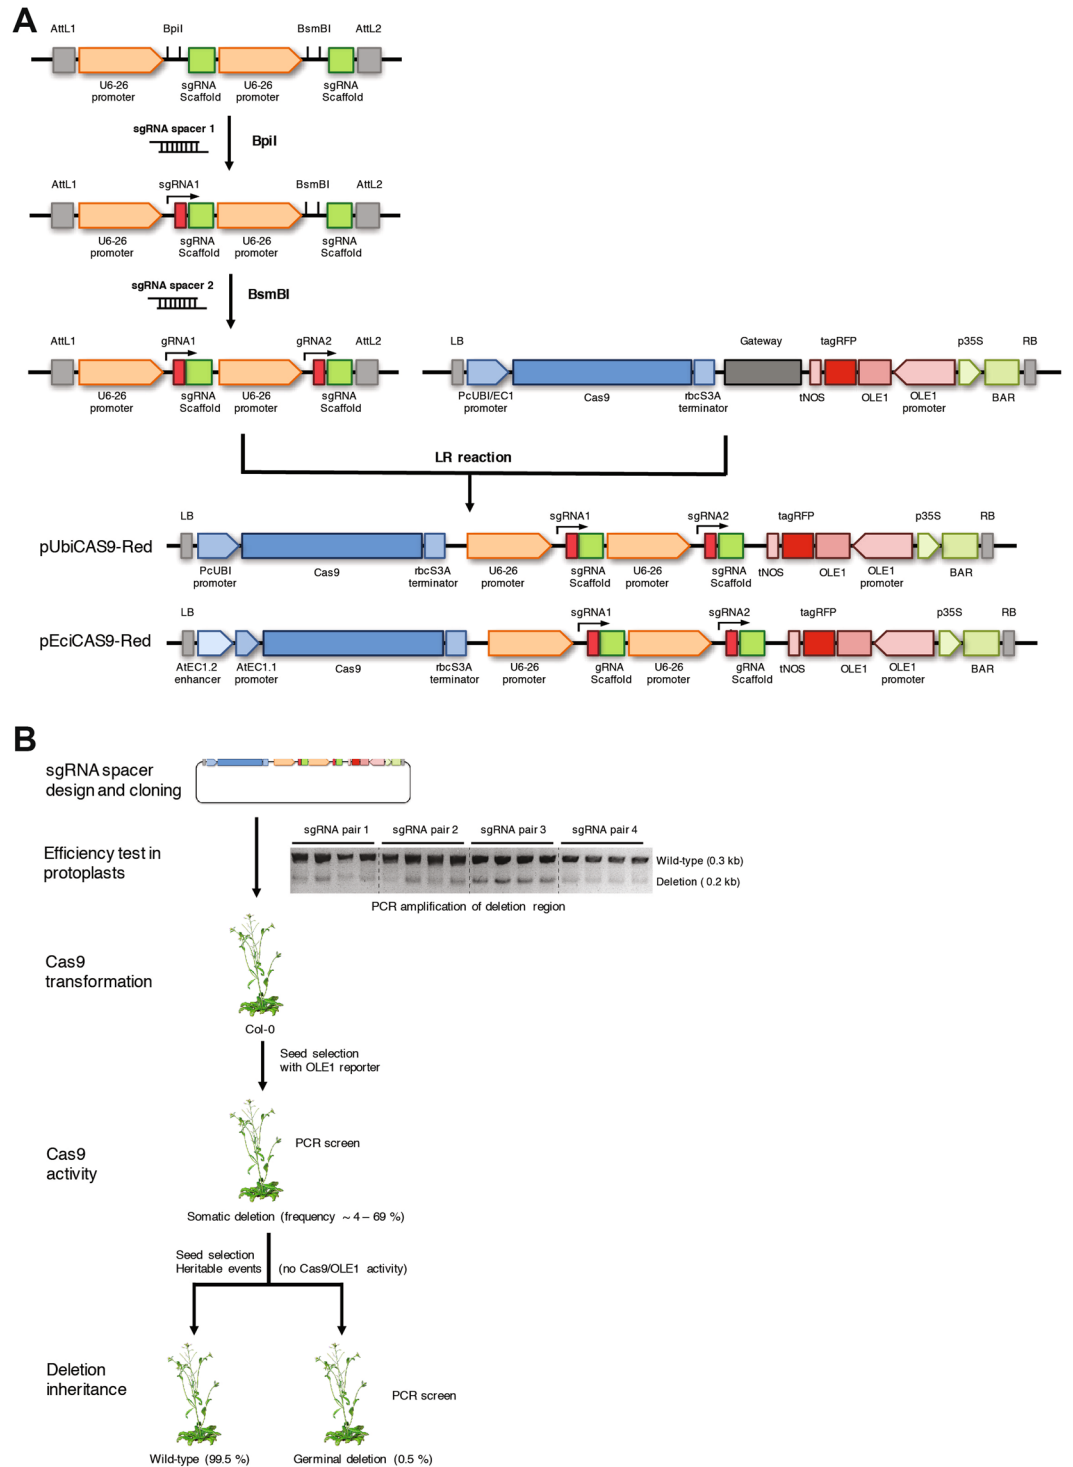 A
AttL1 BpiI BsmBI AttL2
U6-26 promoter sgRNA Scaffold U6-26 promoter sgRNA Scaffold
sgRNA spacer 1 BpiI
AttL1 sgRNA1 BsmBI AttL2
U6-26 promoter sgRNA Scaffold U6-26 promoter sgRNA Scaffold
sgRNA spacer 2 BsmBI
AttL1 gRNA1 gRNA2 AttL2
U6-26 promoter sgRNA Scaffold U6-26 promoter sgRNA Scaffold
LB Gateway tagRFP p35S RB
PcUBI/EC1 promoter Cas9 rbcS3A terminator tNOS OLE1 OLE1 promoter BAR
LR reaction
pUbiCAS9-Red
LB sgRNA1 sgRNA2 tagRFP p35S RB
PcUBI promoter Cas9 rbcS3A terminator U6-26 promoter sgRNA Scaffold U6-26 promoter sgRNA Scaffold tNOS OLE1 OLE1 promoter BAR
pEciCAS9-Red
LB sgRNA1 sgRNA2 tagRFP p35S RB
AtEC1.2 enhancer AtEC1.1 promoter Cas9 rbcS3A terminator U6-26 promoter gRNA Scaffold U6-26 promoter gRNA Scaffold tNOS OLE1 OLE1 promoter BAR
B
sgRNA spacer
design and cloning
Efficiency test in
protoplasts
sgRNA pair 1 sgRNA pair 2 sgRNA pair 3 sgRNA pair 4
Wild-type (0.3 kb)
Deletion ( 0.2 kb)
PCR amplification of deletion region
Cas9
transformation
Col-0
Seed selection
with OLE1 reporter
Cas9
activity
PCR screen
Somatic deletion (frequency ~ 4 – 69 %)
Seed selection
Heritable events (no Cas9/OLE1 activity)
Deletion
inheritance
PCR screen
Wild-type (99.5 %) Germinal deletion (0.5 %)